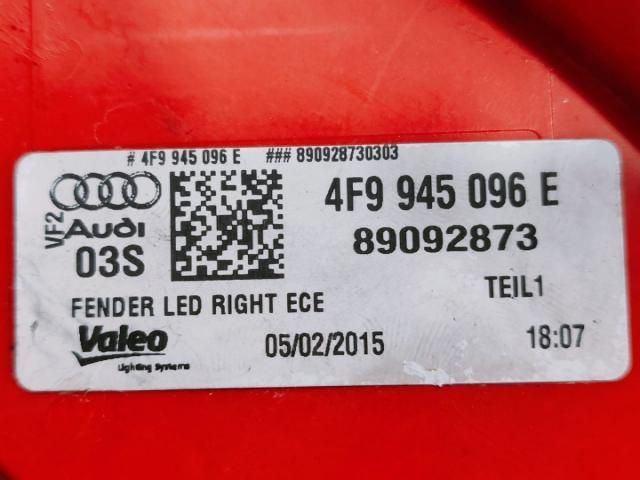 # 4F9 945 096 E ### 890928730303
VF2
Audi
03S
4F9 945 096 E
89092873
TEIL1
FENDER LED RIGHT ECE
Valeo
Lighting Systems
05/02/2015
18:07